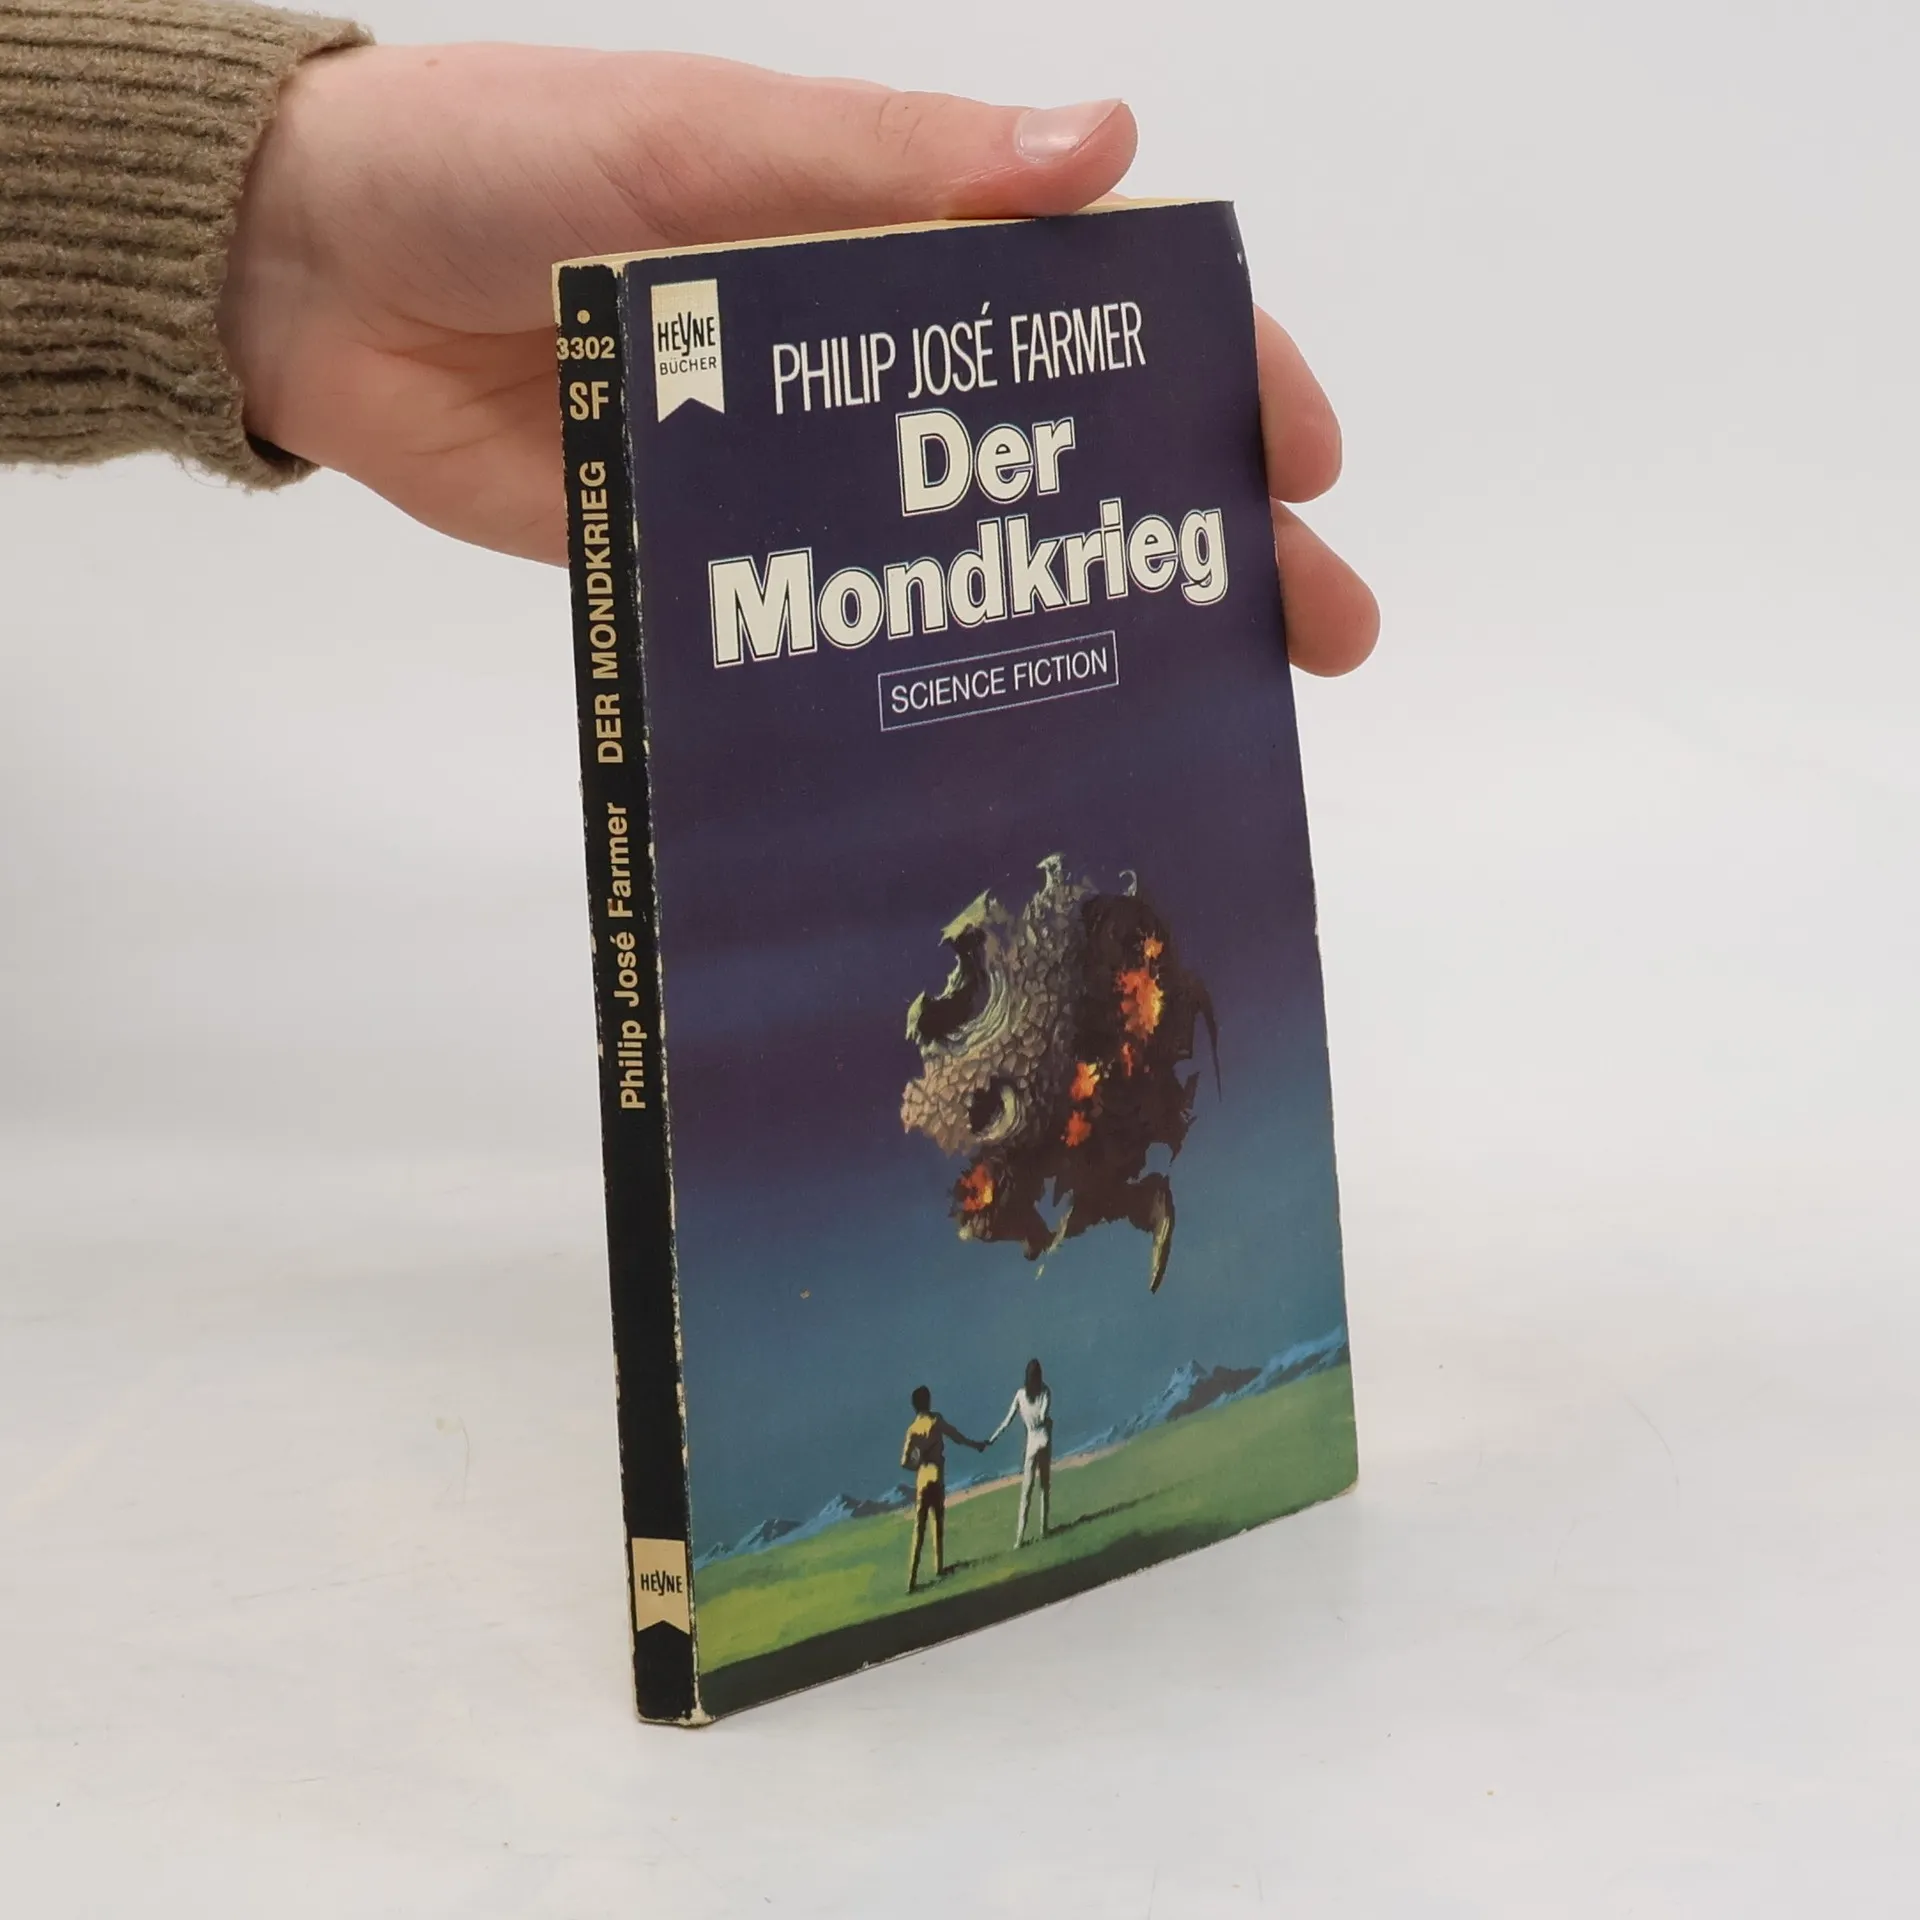 HEYNE
BÜCHER
PHILIP JOSÉ FARMER
Der
Mondkrieg
SCIENCE FICTION
3302
SF
Philip José Farmer DER MONDKRIEG
HEYNE